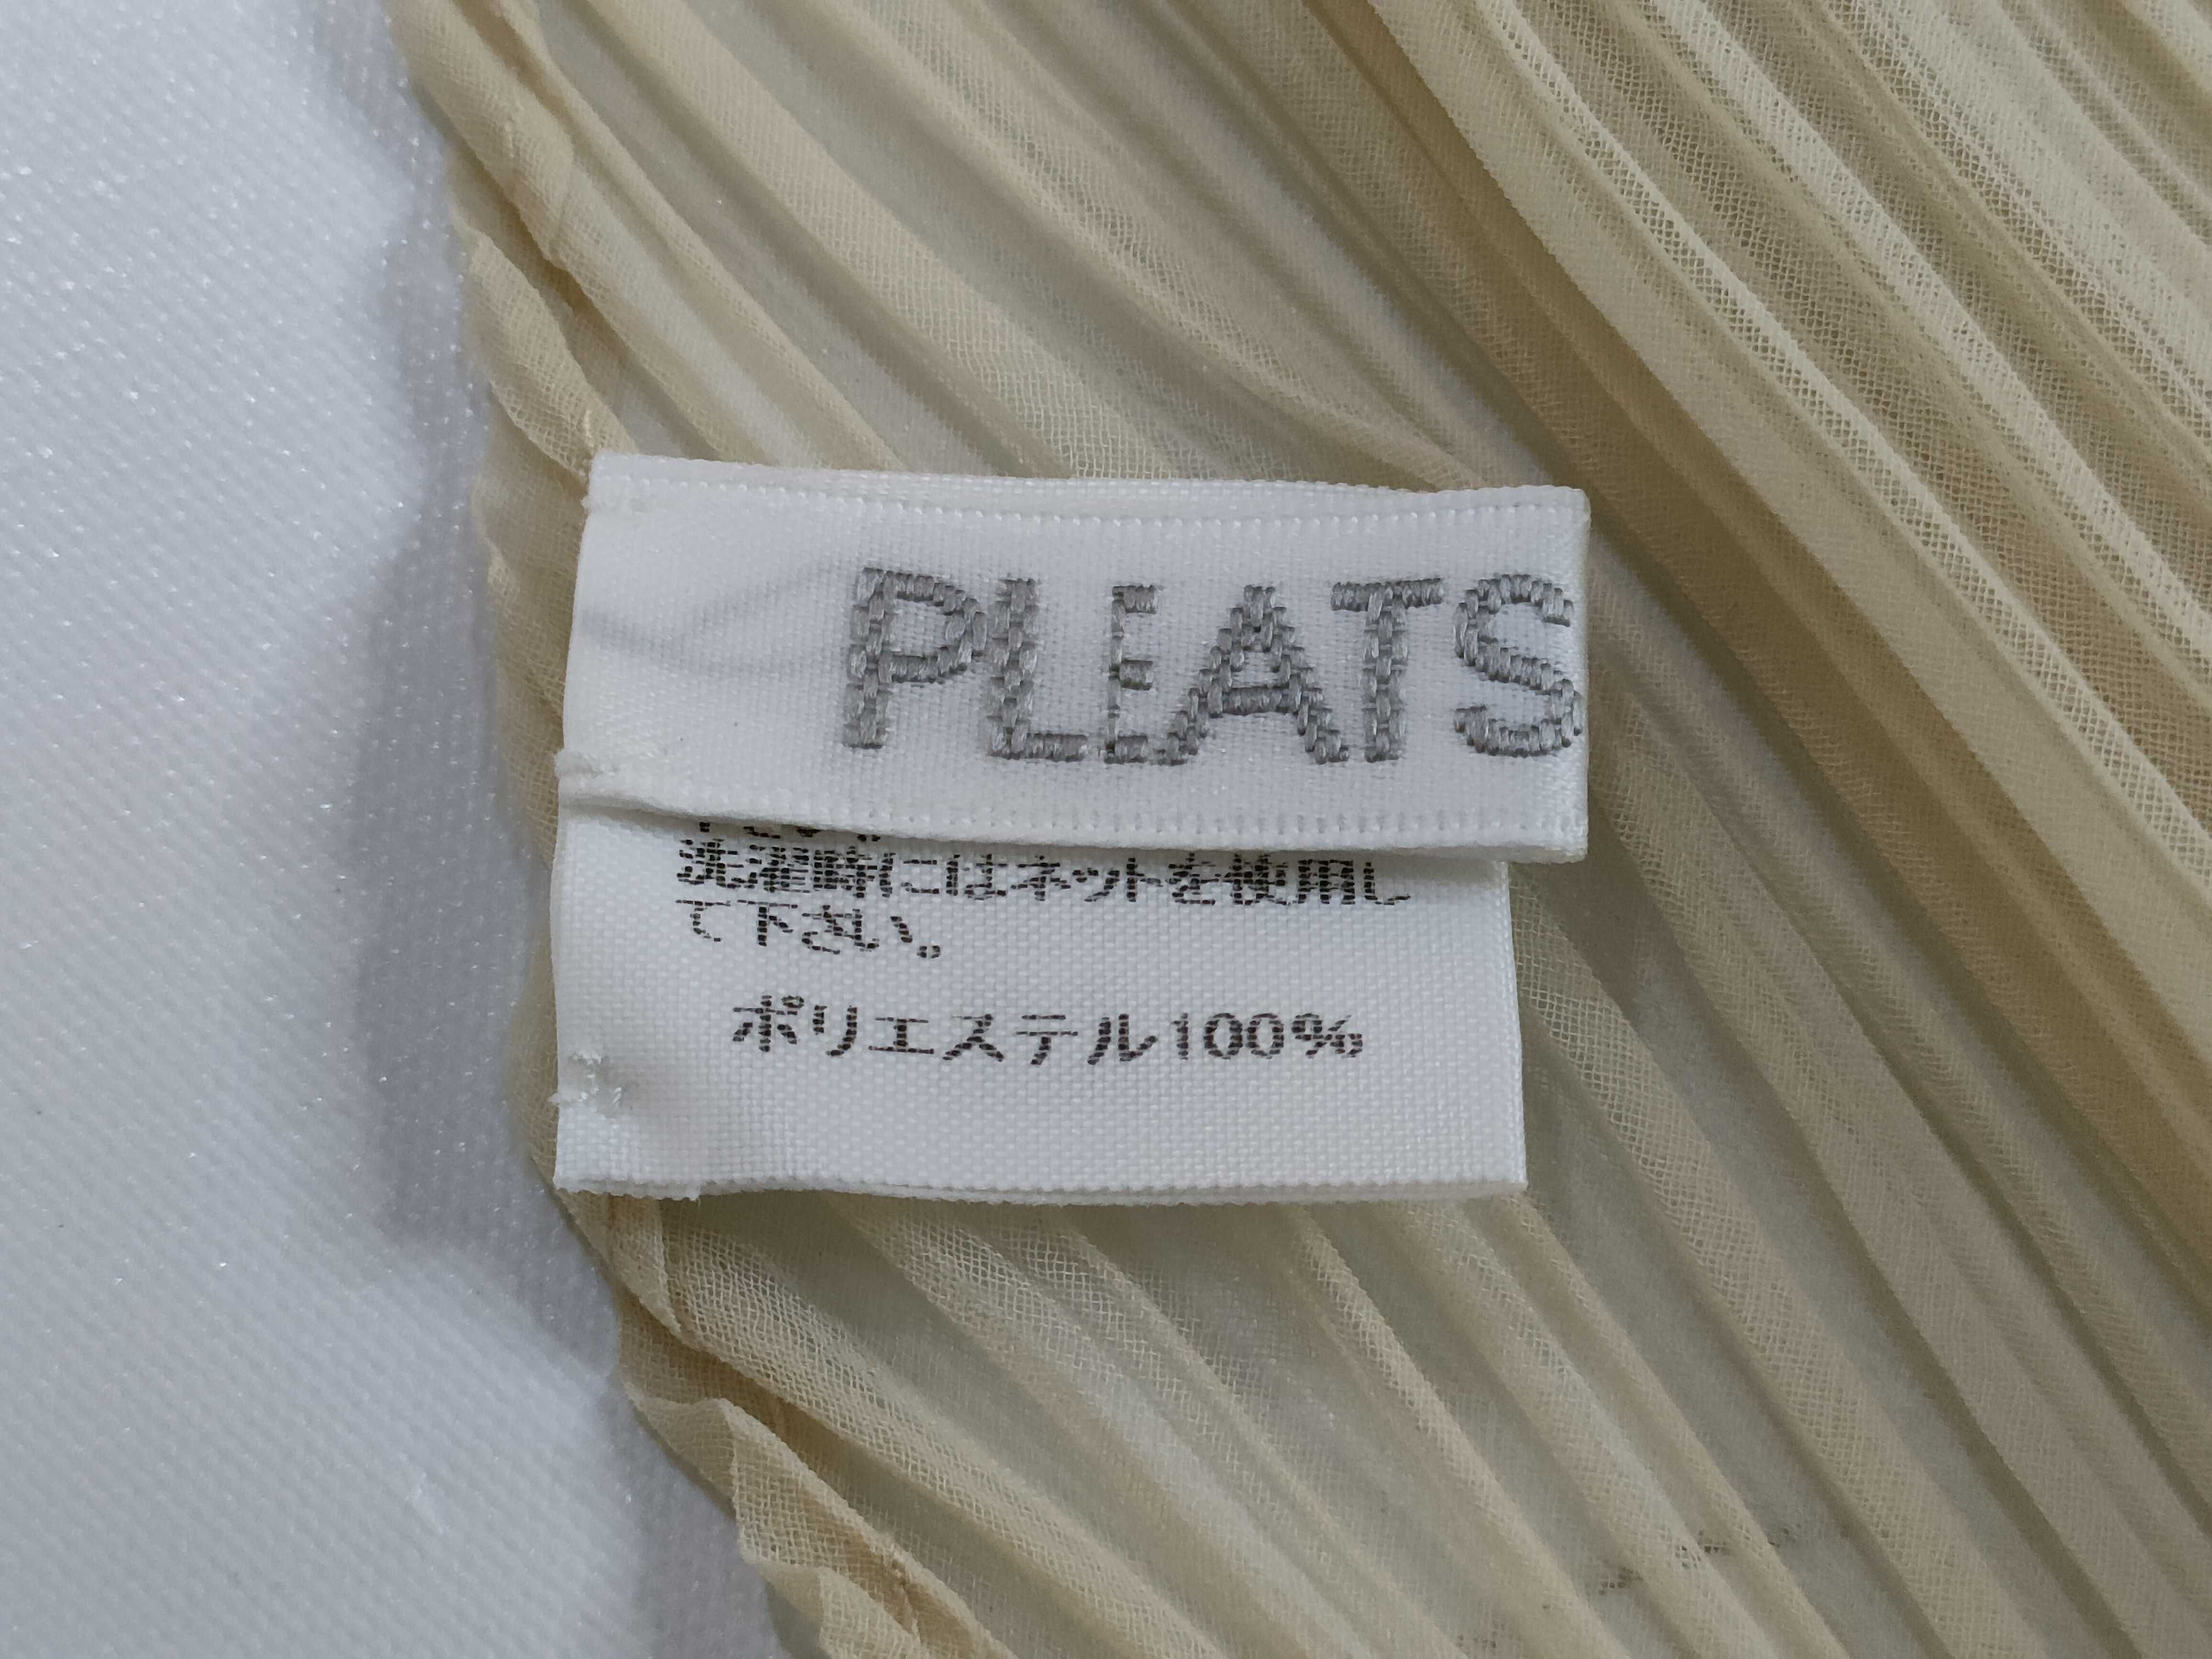 PLEATS
洗濯時にはネットを使用し
て下さい。
ポリエステル100%